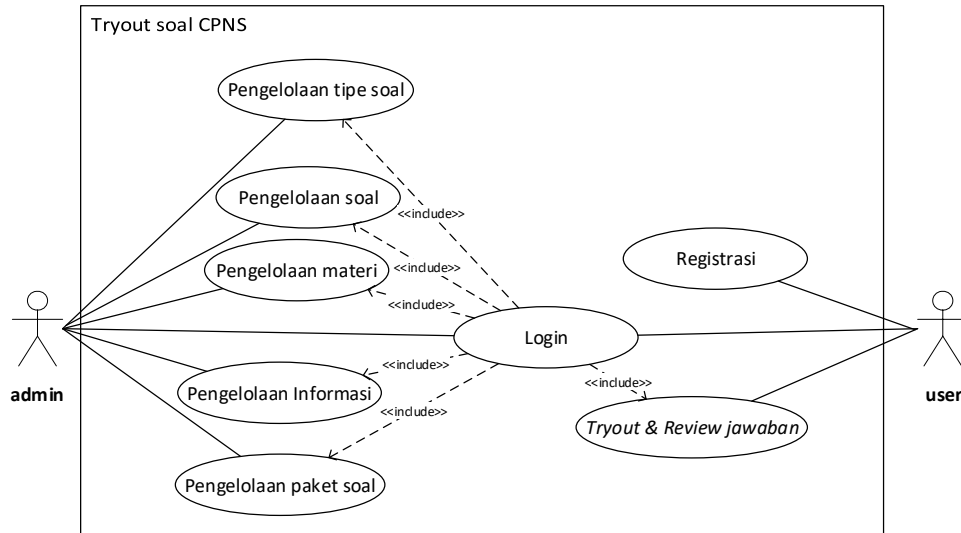 Tryout soal CPNS
Pengelolaan tipe soal
Pengelolaan soal
<<include>>
Pengelolaan materi
<<include>>
Registrasi
<<include>>
Login
<<include>>
<<include>>
admin
Pengelolaan Informasi
<<include>>
user
Tryout & Review jawaban
Pengelolaan paket soal